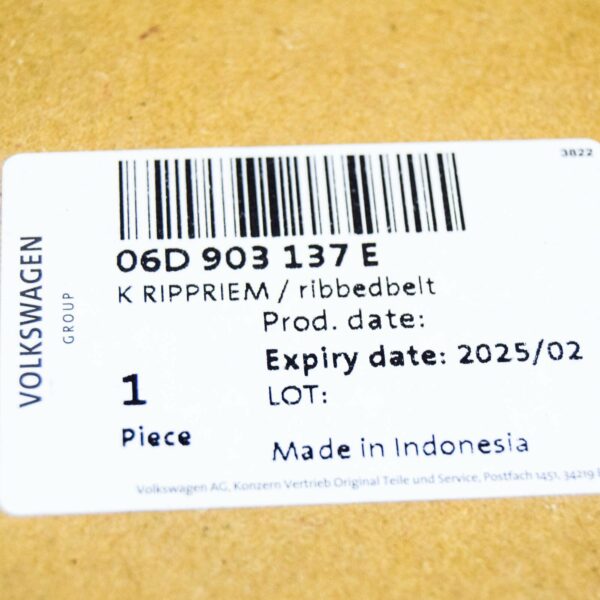 3822
VOLKSWAGEN
GROUP
06D 903 137 E
K RIPPRIEM / ribbedbelt
Prod. date:
Expiry date: 2025/02
1
LOT:
Piece
Made in Indonesia
Volkswagen AG, Konzern Vertrieb Original Teile und Service, Postfach 1451, 34219